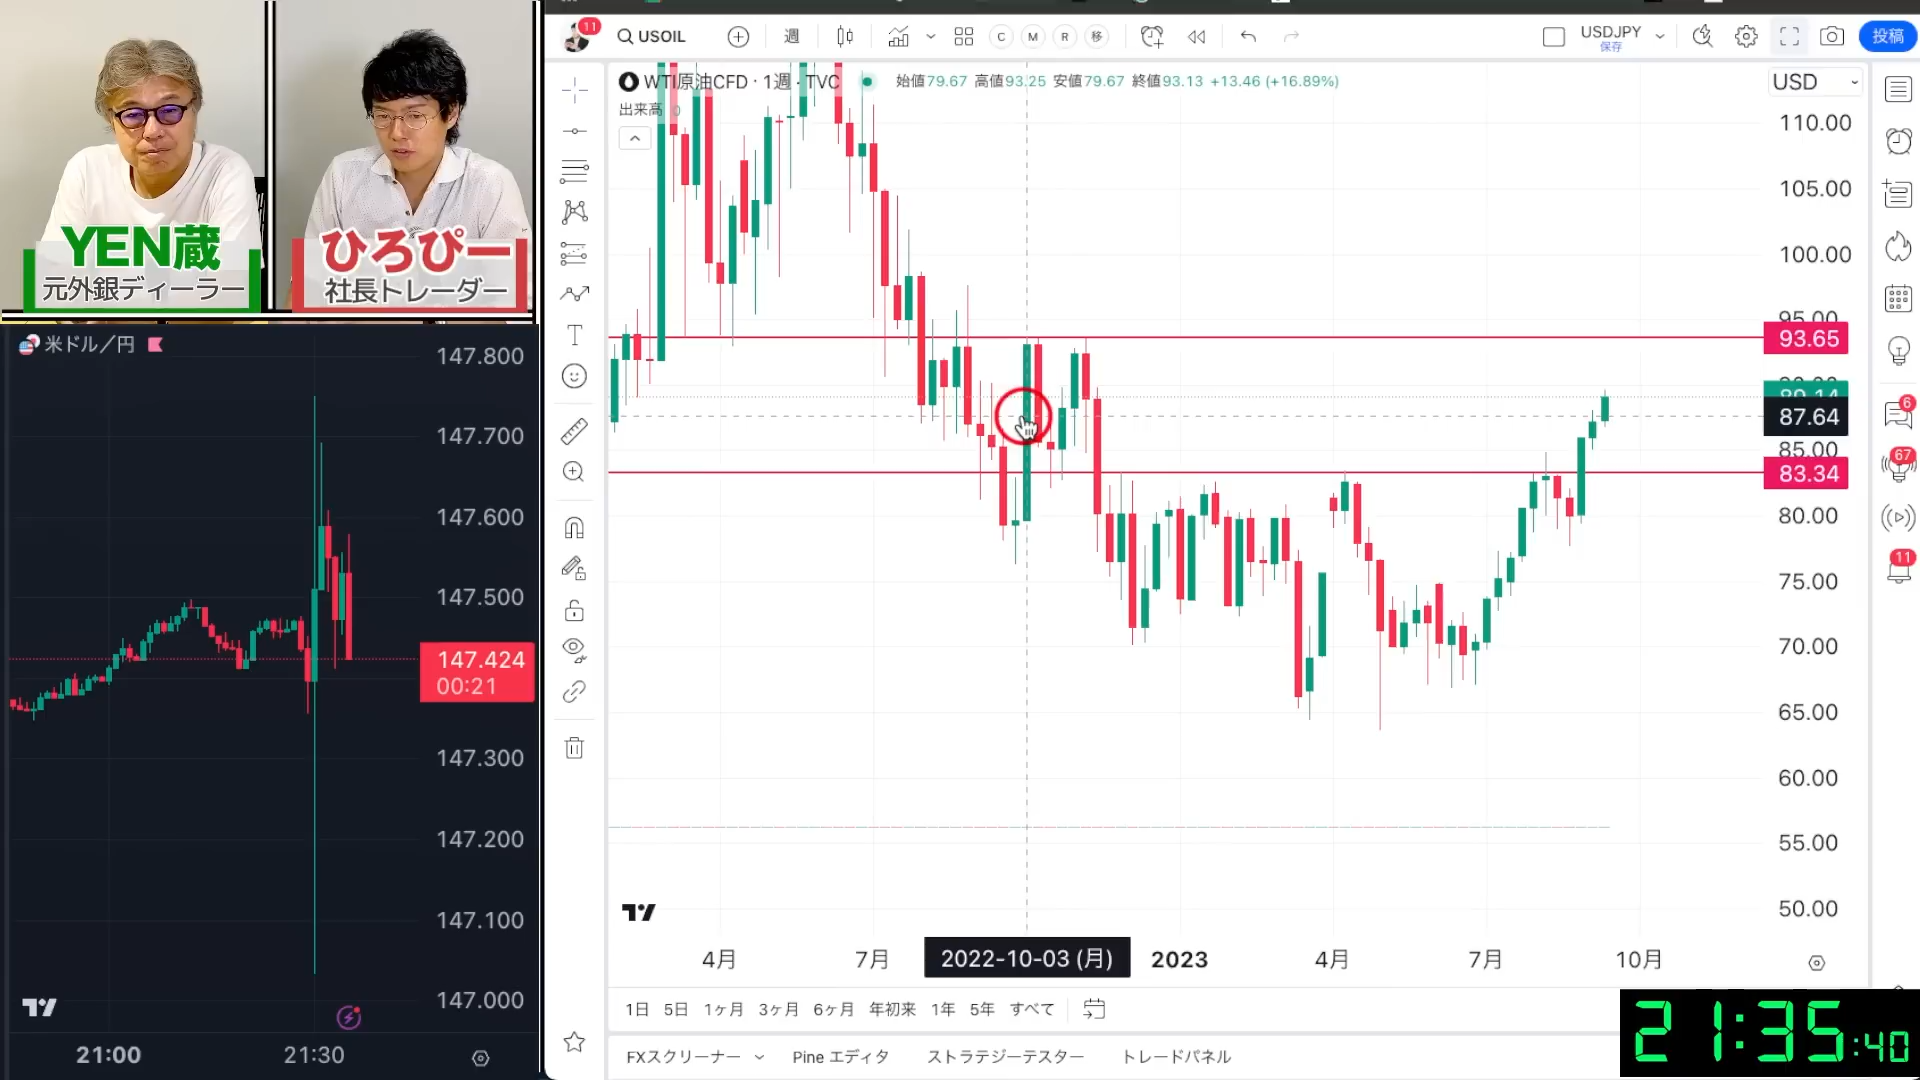 YEN蔵
元外銀ディーラー
ひろぴー
社長トレーダー
米ドル／円
147.800
147.700
147.600
147.500
147.424
00:21
147.300
147.200
147.100
147.000
21:00
21:30
11
USOIL
週
C
M
R
移
USDJPY
保存
投稿
WTI原油CFD · 1週 · TVC
始値79.67 高値93.25 安値79.67 終値93.13 +13.46 (+16.89%)
出来高 0
USD
110.00
105.00
100.00
95.00
93.65
89.14
87.64
85.00
83.34
80.00
75.00
70.00
65.00
60.00
55.00
50.00
4月
7月
2022-10-03 (月)
2023
4月
7月
10月
1日 5日 1ヶ月 3ヶ月 6ヶ月 年初来 1年 5年 すべて
FXスクリーナー
Pine エディタ
ストラテジーテスター
トレードパネル
6
67
11
21:35:40